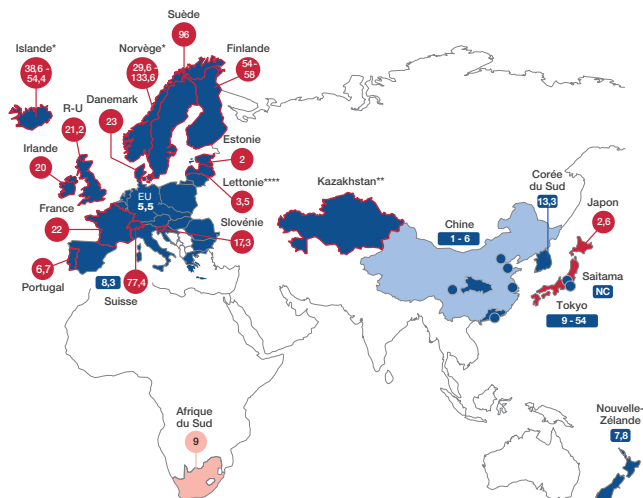 Suède
96
Islande*
38,6 -
54,4
Norvège*
29,6 -
133,6
Finlande
54-
58
R-U
21,2
Danemark
23
Irlande
20
Estonie
2
Lettonie****
3,5
EU
5,5
France
22
Slovénie
17,3
6,7
Portugal
8,3
77,4
Suisse
Kazakhstan**
Chine
1 - 6
Corée
du Sud
13,3
Japon
2,6
Saitama
NC
Tokyo
9 - 54
Afrique
du Sud
9
Nouvelle-
Zélande
7,8